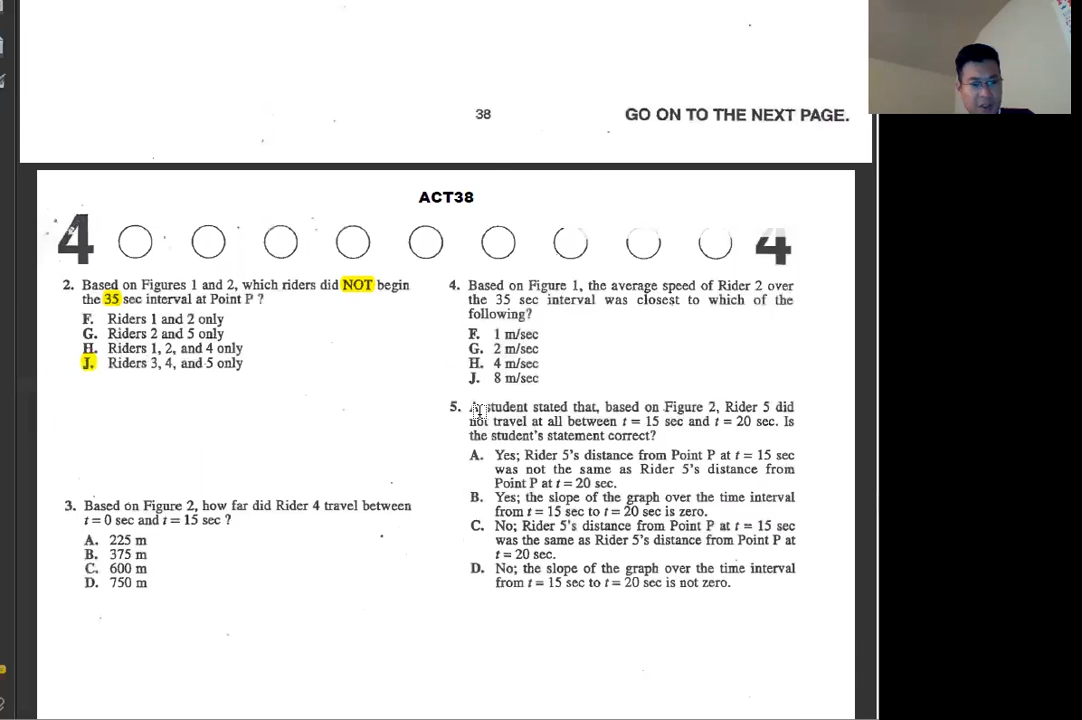 38
GO ON TO THE NEXT PAGE.
ACT38
4
4
2. Based on Figures 1 and 2, which riders did NOT begin
the 35 sec interval at Point P ?
F. Riders 1 and 2 only
G. Riders 2 and 5 only
H. Riders 1, 2, and 4 only
J. Riders 3, 4, and 5 only
3. Based on Figure 2, how far did Rider 4 travel between
t = 0 sec and t = 15 sec ?
A. 225 m
B. 375 m
C. 600 m
D. 750 m
4. Based on Figure 1, the average speed of Rider 2 over
the 35 sec interval was closest to which of the
following?
F. 1 m/sec
G. 2 m/sec
H. 4 m/sec
J. 8 m/sec
5. A student stated that, based on Figure 2, Rider 5 did
not travel at all between t = 15 sec and t = 20 sec. Is
the student's statement correct?
A. Yes; Rider 5's distance from Point P at t = 15 sec
was not the same as Rider 5's distance from
Point P at t = 20 sec.
B. Yes; the slope of the graph over the time interval
from t = 15 sec to t = 20 sec is zero.
C. No; Rider 5's distance from Point P at t = 15 sec
was the same as Rider 5's distance from Point P at
t = 20 sec.
D. No; the slope of the graph over the time interval
from t = 15 sec to t = 20 sec is not zero.